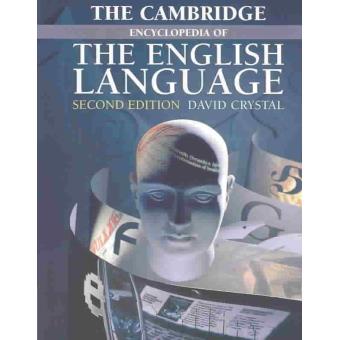 THE CAMBRIDGE
ENCYCLOPEDIA OF
THE ENGLISH
LANGUAGE
SECOND EDITION DAVID CRYSTAL